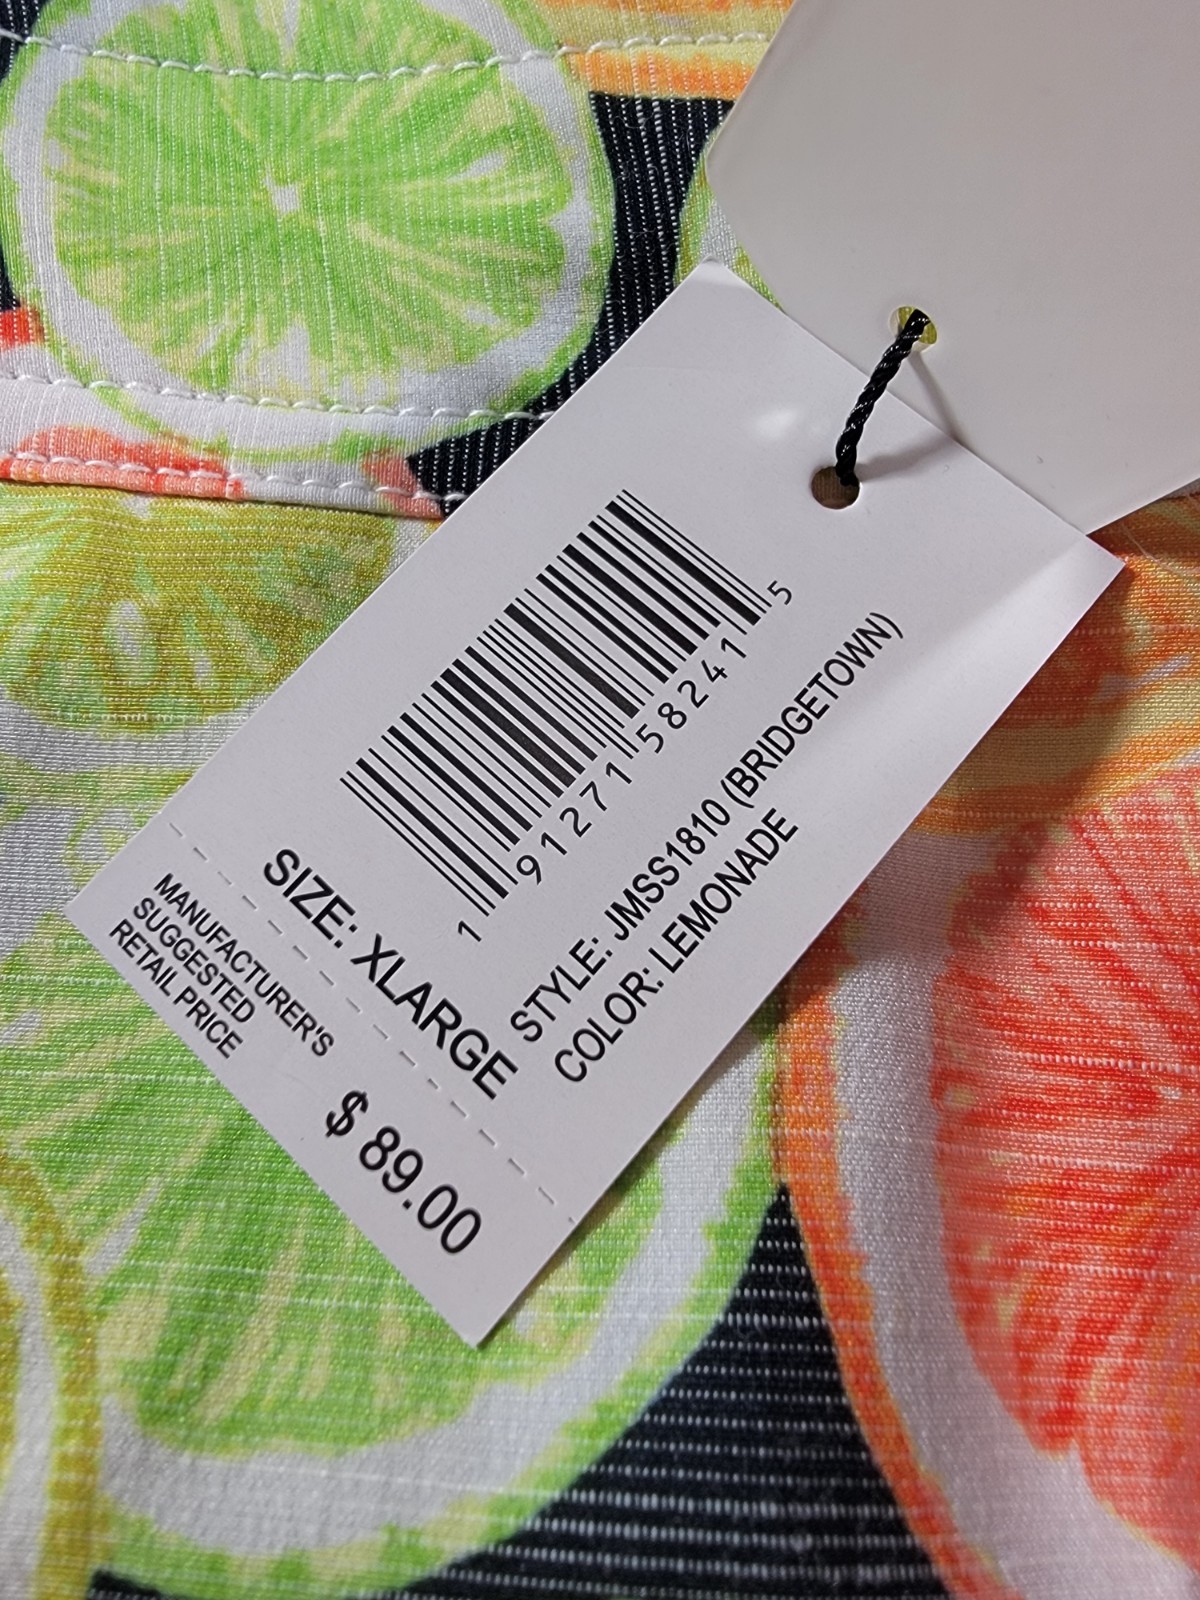 1 91271 58241 5
STYLE: JMSS1810 (BRIDGETOWN)
COLOR: LEMONADE
SIZE: XLARGE
MANUFACTURER'S
SUGGESTED
RETAIL PRICE
$ 89.00